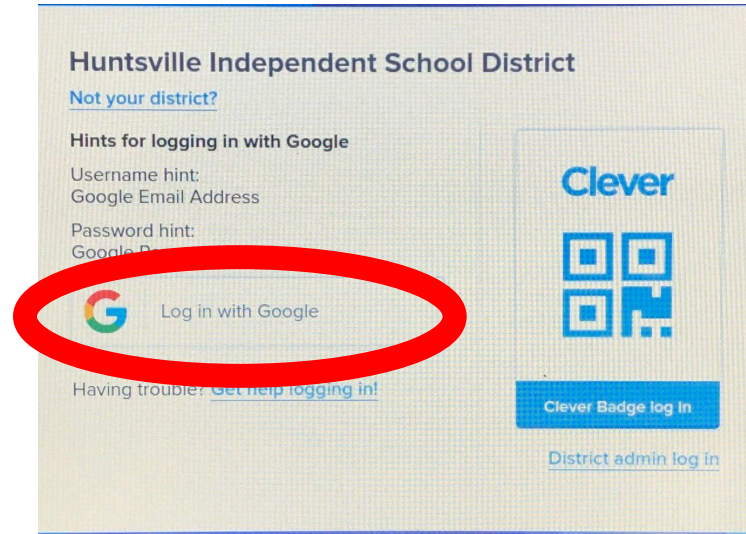 Huntsville Independent School District
Not your district?
Hints for logging in with Google
Username hint:
Google Email Address
Password hint:
Google
Log in with Google
Having trouble? Get help logging in!
Clever
Clever Badge log in
District admin log in